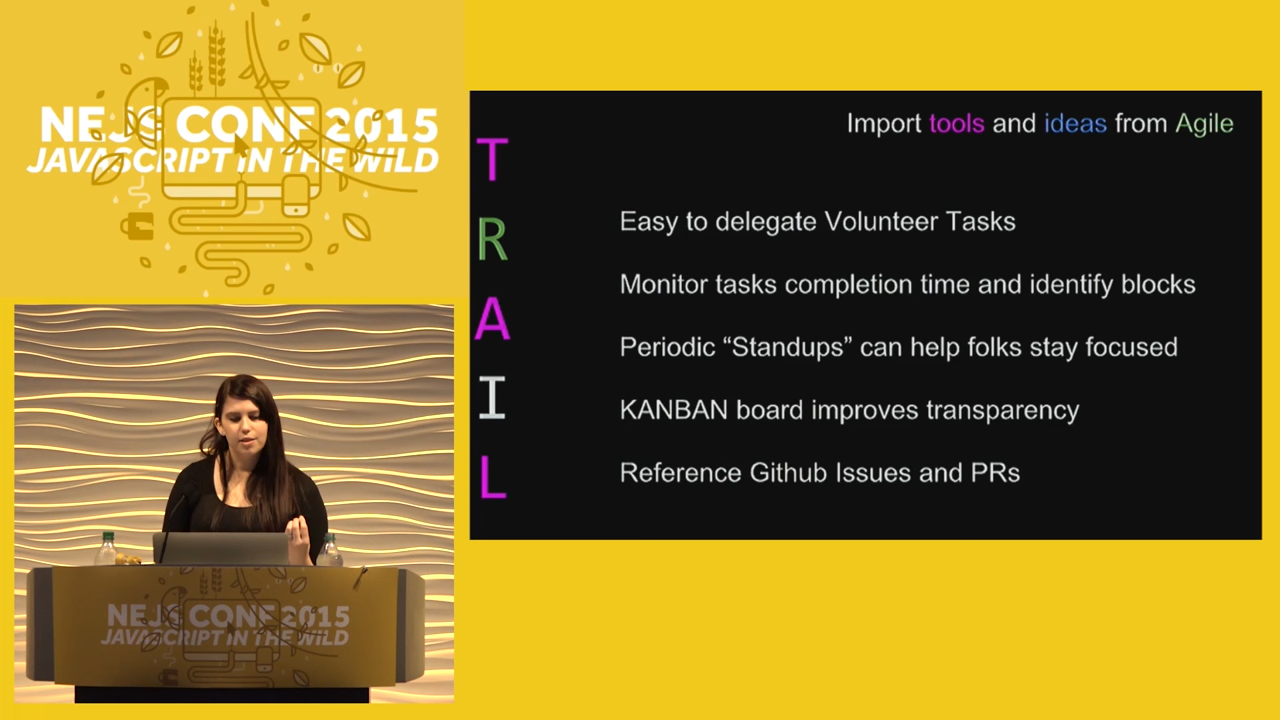 NEJS CONF 2015
JAVASCRIPT IN THE WILD
Import tools and ideas from Agile
T
R
A
I
L
Easy to delegate Volunteer Tasks
Monitor tasks completion time and identify blocks
Periodic “Standups” can help folks stay focused
KANBAN board improves transparency
Reference Github Issues and PRs
NEJS CONF 2015
JAVASCRIPT IN THE WILD